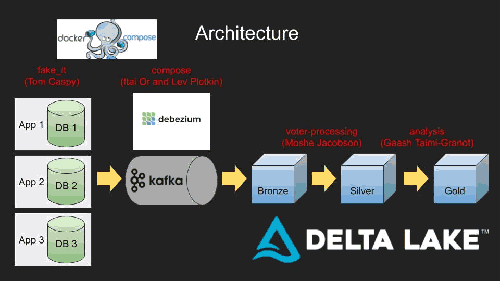 docker compose
Architecture
fake_it
(Tom Caspy)
compose
(Itai Or and Lev Plotkin)
debezium
App 1
DB 1
voter-processing
(Moshe Jacobson)
analysis
(Gaash Taimi-Granot)
App 2
DB 2
kafka
Bronze
Silver
Gold
App 3
DB 3
DELTA LAKE™